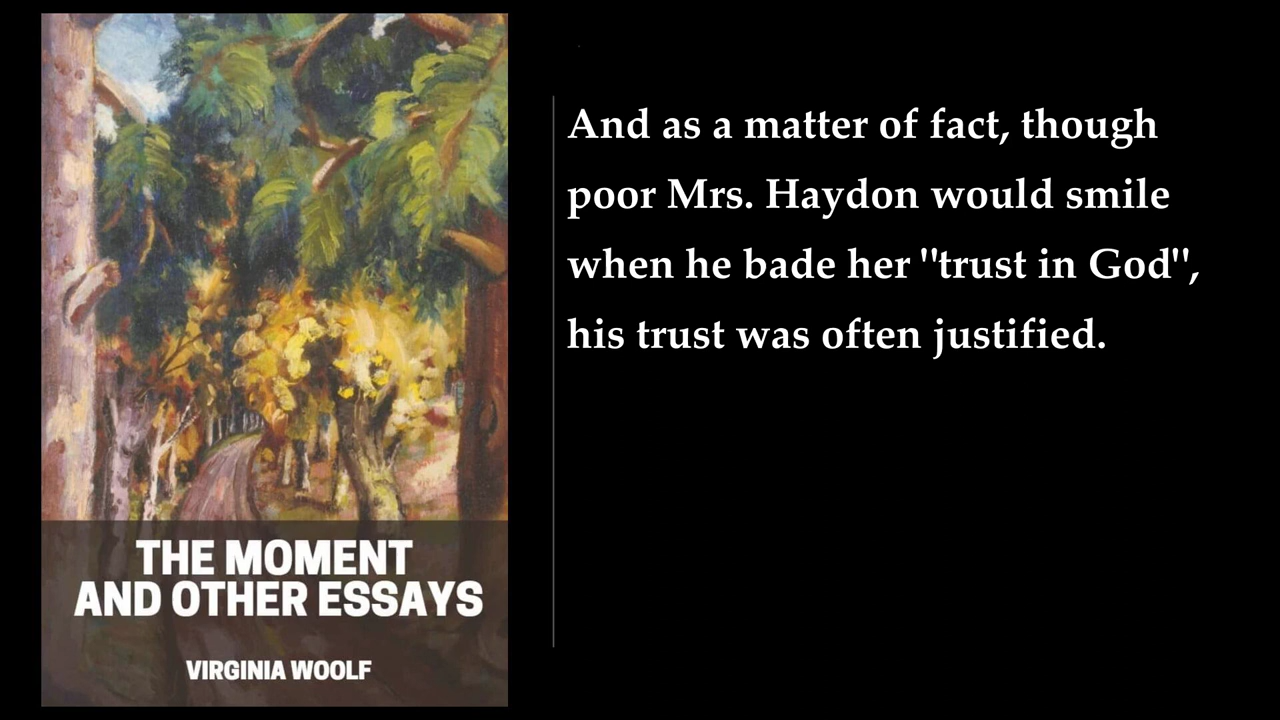 THE MOMENT
AND OTHER ESSAYS
VIRGINIA WOOLF
And as a matter of fact, though
poor Mrs. Haydon would smile
when he bade her "trust in God",
his trust was often justified.